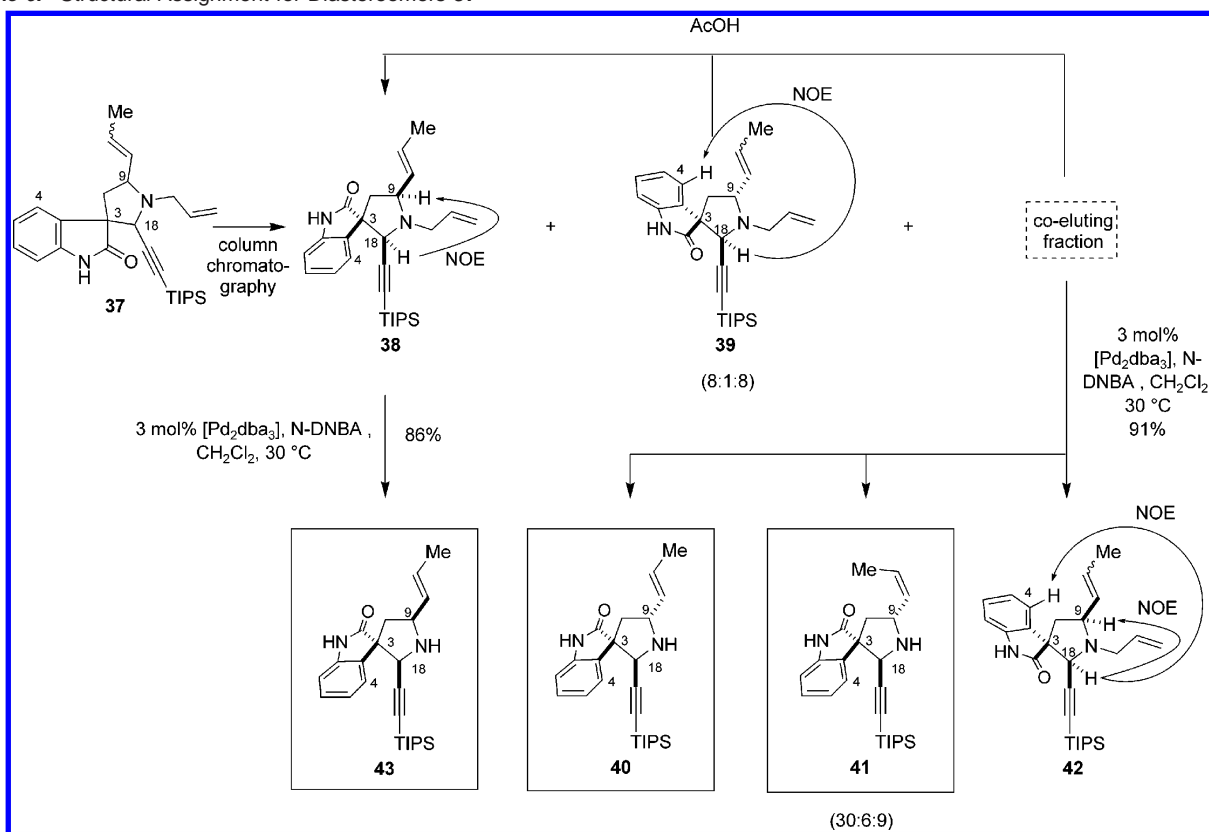 AcOH
Me
9
N
4
3
18
O
N
H
TIPS
37
column
chromato-
graphy
Me
O
9
H
HN
3
N
18
H
4
NOE
TIPS
38
+
NOE
Me
4
H
9
3
N
HN
18
O
H
TIPS
39
(8:1:8)
+
co-eluting
fraction
3 mol% [Pd2dba3], N-DNBA ,
CH2Cl2, 30 °C
86%
3 mol%
[Pd2dba3], N-
DNBA , CH2Cl2
30 °C
91%
Me
O
9
HN
3
NH
18
4
TIPS
43
Me
O
9
HN
3
NH
18
4
TIPS
40
Me
O
9
HN
3
NH
18
4
TIPS
41
(30:6:9)
NOE
Me
4
H
NOE
9
H
3
N
HN
18
O
H
TIPS
42